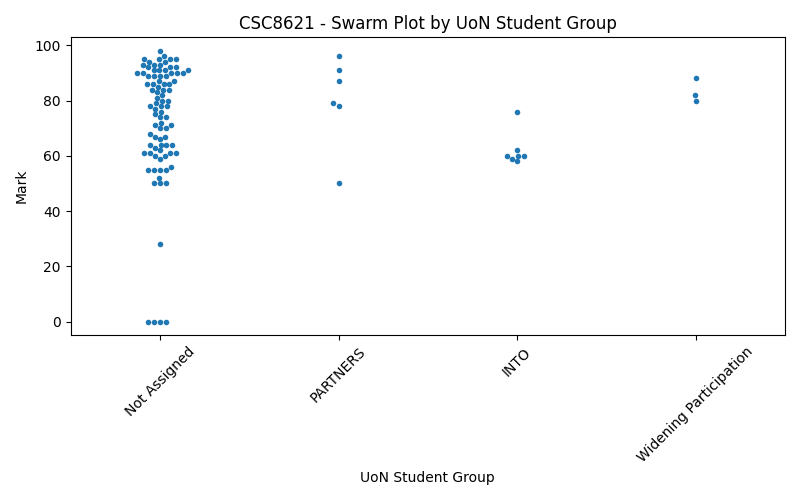 CSC8621 - Swarm Plot by UoN Student Group
Mark
100
80
60
40
20
0
Not Assigned
PARTNERS
INTO
Widening Participation
UoN Student Group